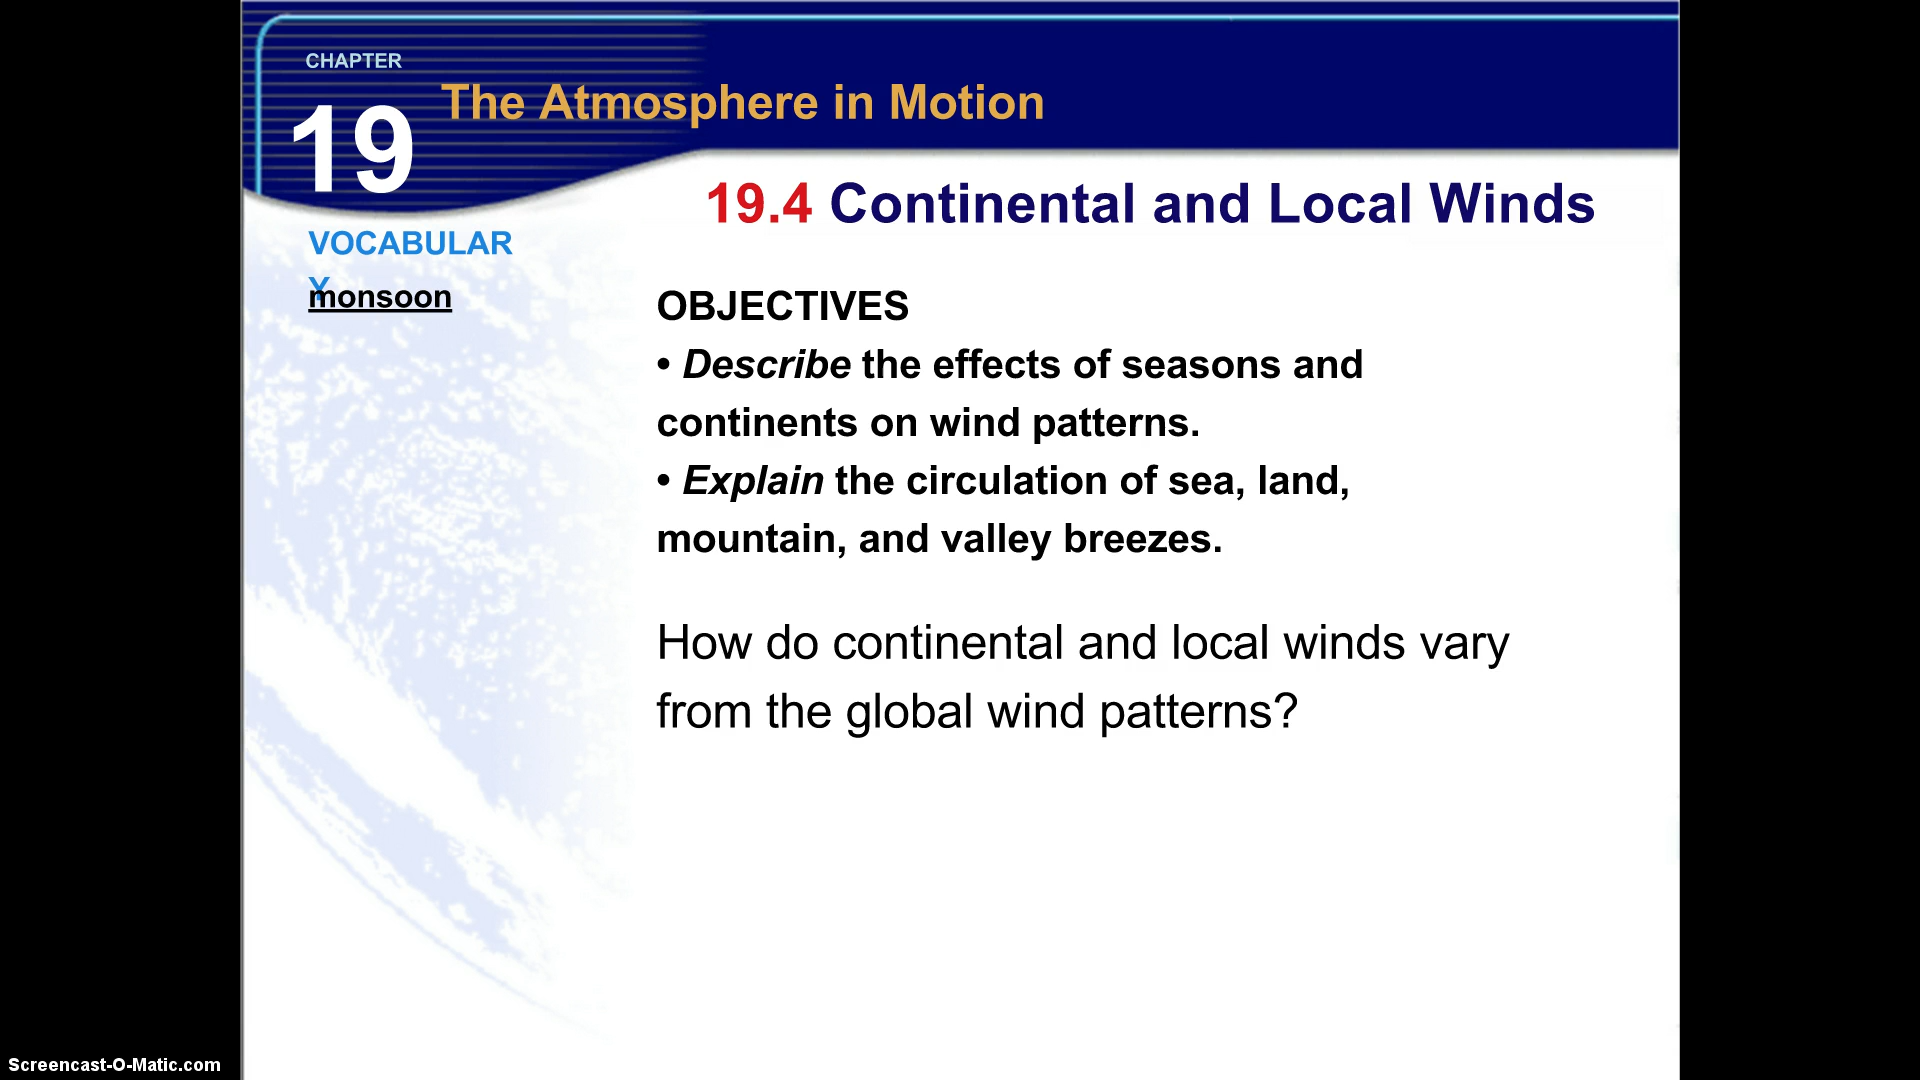 CHAPTER
19
The Atmosphere in Motion
19.4 Continental and Local Winds
VOCABULAR
Y
monsoon
OBJECTIVES
• Describe the effects of seasons and
continents on wind patterns.
• Explain the circulation of sea, land,
mountain, and valley breezes.
How do continental and local winds vary
from the global wind patterns?
Screencast-O-Matic.com